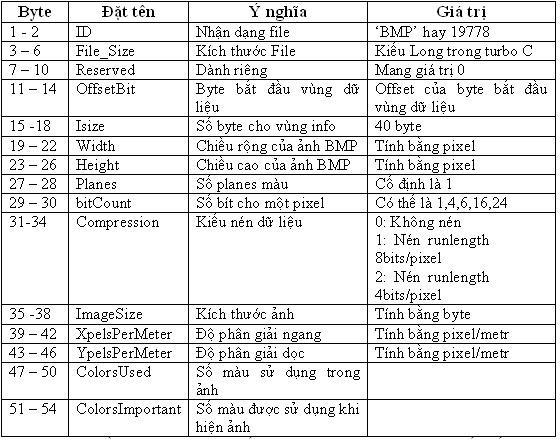 Byte Đặt tên Ý nghĩa Giá trị
1 - 2 ID Nhận dạng file ‘BMP’ hay 19778
3 – 6 File_Size Kích thước File Kiểu Long trong turbo C
7 – 10 Reserved Dành riêng Mang giá trị 0
11 – 14 OffsetBit Byte bắt đầu vùng dữ Offset của byte bắt đầu
liệu vùng dữ liệu
15 -18 Isize Số byte cho vùng info 40 byte
19 – 22 Width Chiều rộng của ảnh BMP Tính bằng pixel
23 – 26 Height Chiều cao của ảnh BMP Tính bằng pixel
27 – 28 Planes Số planes màu Cố định là 1
29 – 30 bitCount Số bít cho một pixel Có thể là 1,4,6,16,24
31-34 Compression Kiểu nén dữ liệu 0: Không nén
1: Nén runlength
8bits/pixel
2: Nén runlength
4bits/pixel
35 -38 ImageSize Kích thước ảnh Tính bằng byte
39 – 42 XpelsPerMeter Độ phân giải ngang Tính bằng pixel/metr
43 – 46 YpelsPerMeter Độ phân giải dọc Tính bằng pixel/metr
47 – 50 ColorsUsed Số màu sử dụng trong
ảnh
51 – 54 ColorsImportant Số màu được sử dụng khi
hiện ảnh